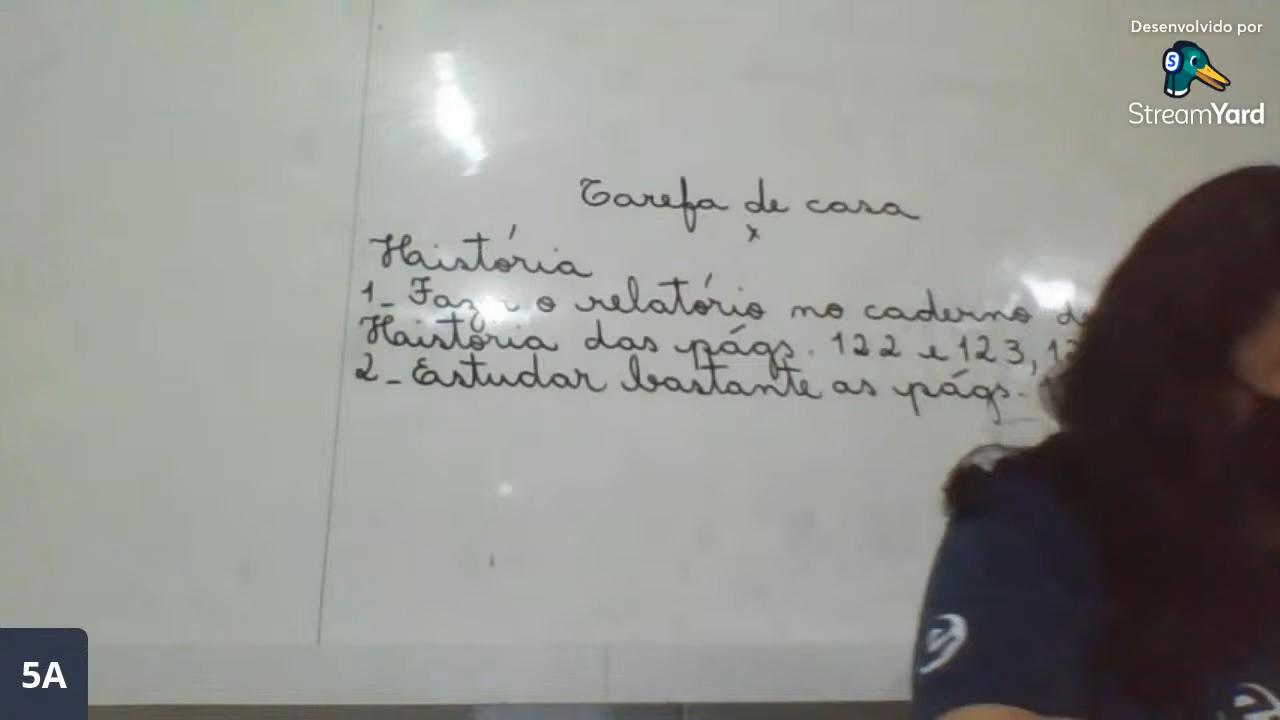 Desenvolvido por
StreamYard
Tarefa de casa
x
História
1- Fazer o relatório no caderno de
História das págs. 122 e 123,
2- Estudar bastante as págs.
5A